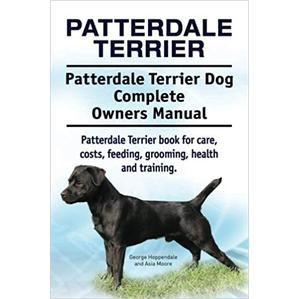 PATTERDALE
TERRIER
Patterdale Terrier Dog
Complete
Owners Manual
Patterdale Terrier book for care,
costs, feeding, grooming, health
and training.
George Hoppendale
and Asia Moore